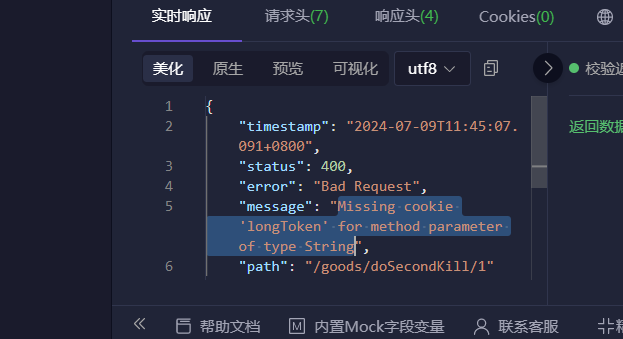 实时响应 请求头(7) 响应头(4) Cookies(0)
美化 原生 预览 可视化 utf8 校验返
返回数据
1 {
2 "timestamp": "2024-07-09T11:45:07.
091+0800",
3 "status": 400,
4 "error": "Bad Request",
5 "message": "Missing cookie
'longToken' for method parameter
of type String",
6 "path": "/goods/doSecondKill/1"
帮助文档 M 内置Mock字段变量 联系客服 精